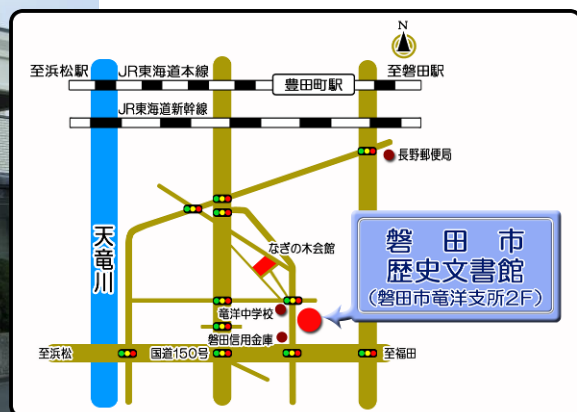 N
至浜松駅
JR東海道本線
至磐田駅
豊田町駅
JR東海道新幹線
長野郵便局
天竜川
なぎの木会館
磐田市
歴史文書館
(磐田市竜洋支所2F)
竜洋中学校
磐田信用金庫
至浜松
国道150号
至福田